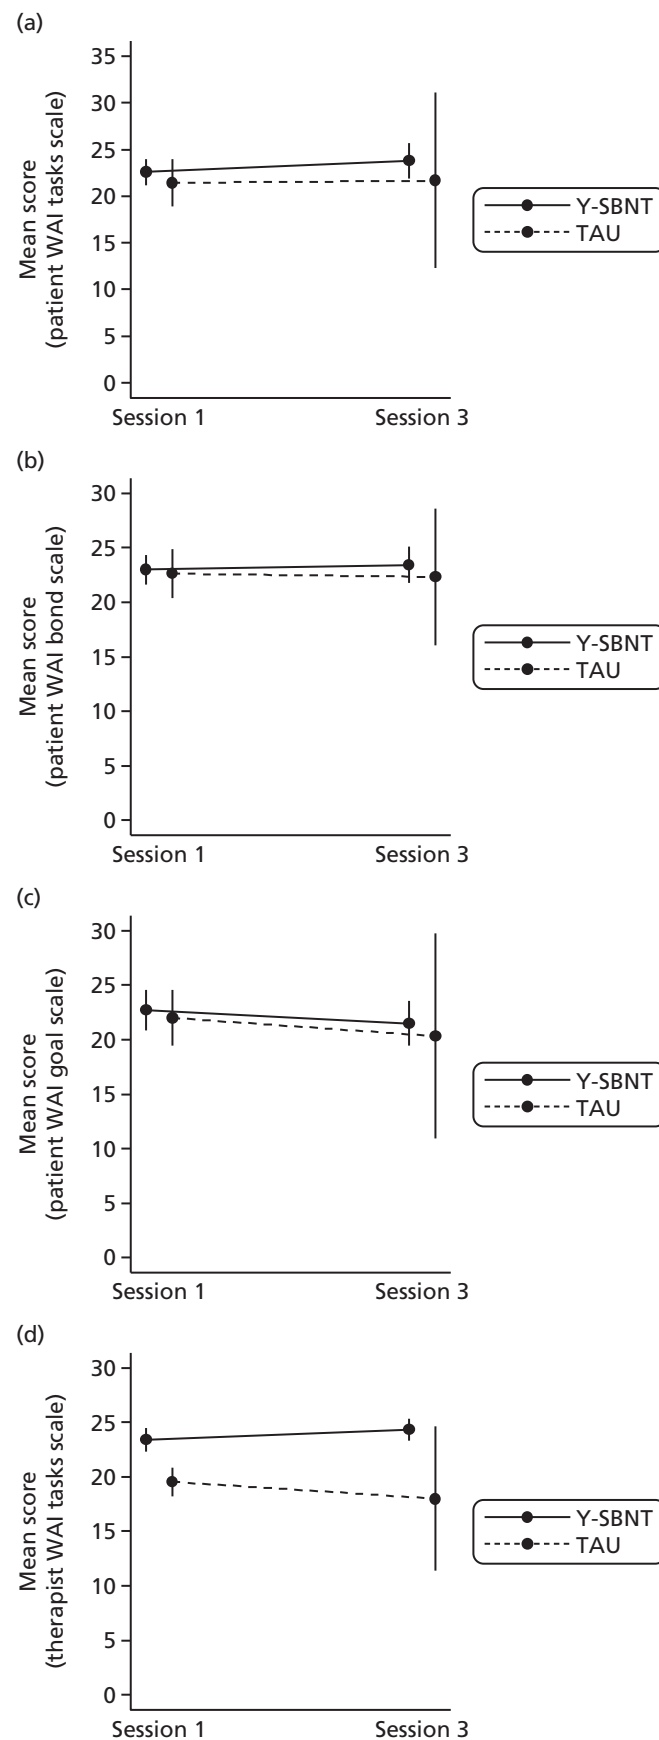 (a)
Mean score
(patient WAI tasks scale)
35
30
25
20
15
10
5
0
Session 1
Session 3
Y-SBNT
TAU
(b)
Mean score
(patient WAI bond scale)
30
25
20
15
10
5
0
Session 1
Session 3
Y-SBNT
TAU
(c)
Mean score
(patient WAI goal scale)
30
25
20
15
10
5
0
Session 1
Session 3
Y-SBNT
TAU
(d)
Mean score
(therapist WAI tasks scale)
30
25
20
15
10
5
0
Session 1
Session 3
Y-SBNT
TAU